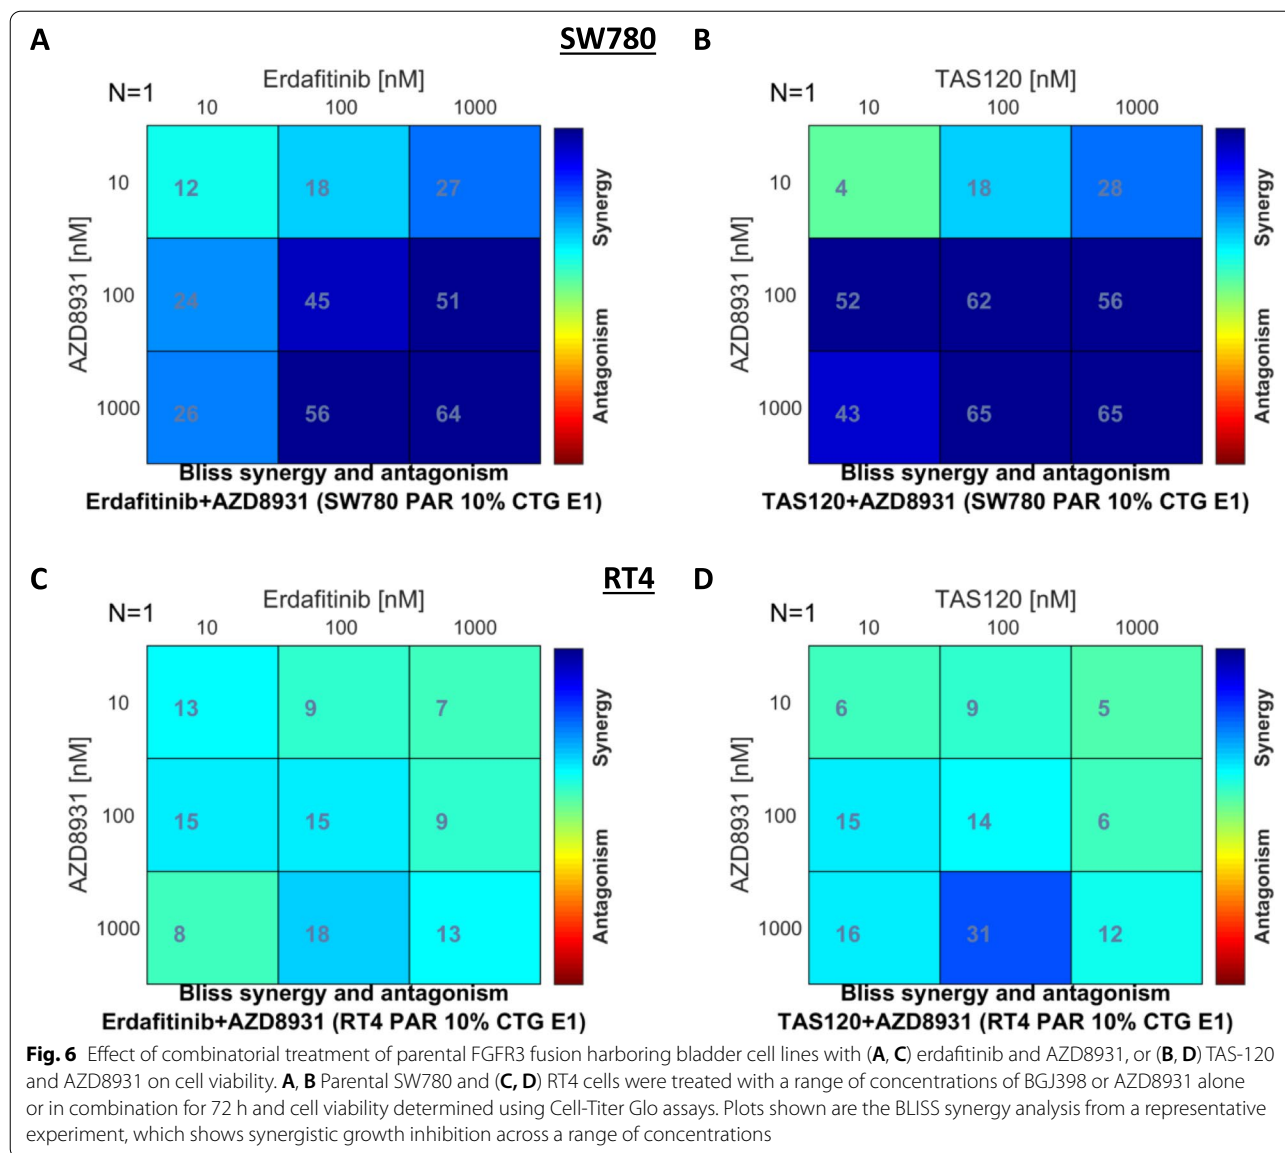 A
SW780
B
Erdafitinib [nM]
N=1
10 100 1000
AZD8931 [nM]
10 12 18 27
100 24 45 51
1000 26 56 64
Synergy
Antagonism
Bliss synergy and antagonism
Erdafitinib+AZD8931 (SW780 PAR 10% CTG E1)
TAS120 [nM]
N=1
10 100 1000
AZD8931 [nM]
10 4 18 28
100 52 62 56
1000 43 65 65
Synergy
Antagonism
Bliss synergy and antagonism
TAS120+AZD8931 (SW780 PAR 10% CTG E1)
C
RT4
D
Erdafitinib [nM]
N=1
10 100 1000
AZD8931 [nM]
10 13 9 7
100 15 15 9
1000 8 18 13
Synergy
Antagonism
Bliss synergy and antagonism
Erdafitinib+AZD8931 (RT4 PAR 10% CTG E1)
TAS120 [nM]
N=1
10 100 1000
AZD8931 [nM]
10 6 9 5
100 15 14 6
1000 16 31 12
Synergy
Antagonism
Bliss synergy and antagonism
TAS120+AZD8931 (RT4 PAR 10% CTG E1)
Fig. 6 Effect of combinatorial treatment of parental FGFR3 fusion harboring bladder cell lines with (A, C) erdafitinib and AZD8931, or (B, D) TAS-120
and AZD8931 on cell viability. A, B Parental SW780 and (C, D) RT4 cells were treated with a range of concentrations of BGJ398 or AZD8931 alone
or in combination for 72 h and cell viability determined using Cell-Titer Glo assays. Plots shown are the BLISS synergy analysis from a representative
experiment, which shows synergistic growth inhibition across a range of concentrations